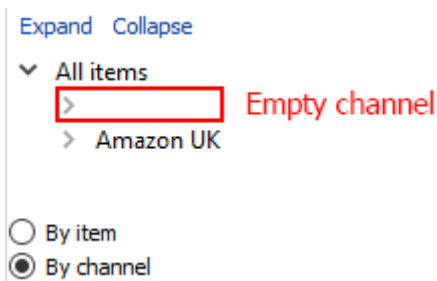 Expand Collapse
All items
Empty channel
Amazon UK
By item
By channel